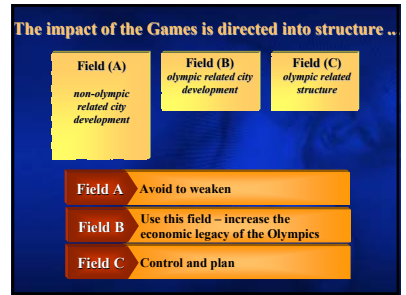 The impact of the Games is directed into structure ...
Field (A)
non-olympic
related city
development
Field (B)
olympic related city
development
Field (C)
olympic related
structure
Field A
Avoid to weaken
Field B
Use this field – increase the
economic legacy of the Olympics
Field C
Control and plan